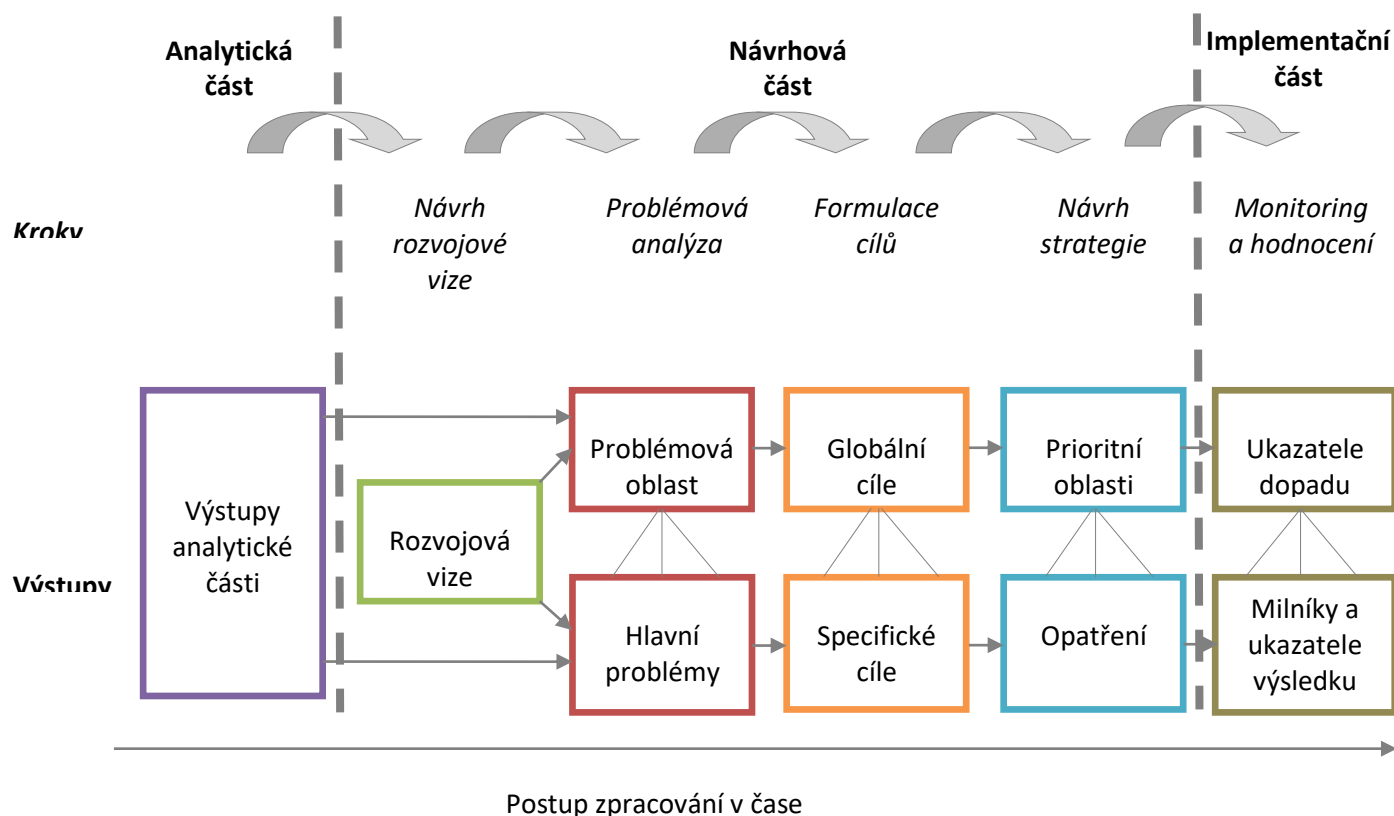 Analytická
část
Návrhová
část
Implementační
část
Kroky
Návrh
rozvojové
vize
Problémová
analýza
Formulace
cílů
Návrh
strategie
Monitoring
a hodnocení
Výstupy
Výstupy
analytické
části
Rozvojová
vize
Problémová
oblast
Globální
cíle
Prioritní
oblasti
Ukazatele
dopadu
Hlavní
problémy
Specifické
cíle
Opatření
Milníky a
ukazatele
výsledku
Postup zpracování v čase